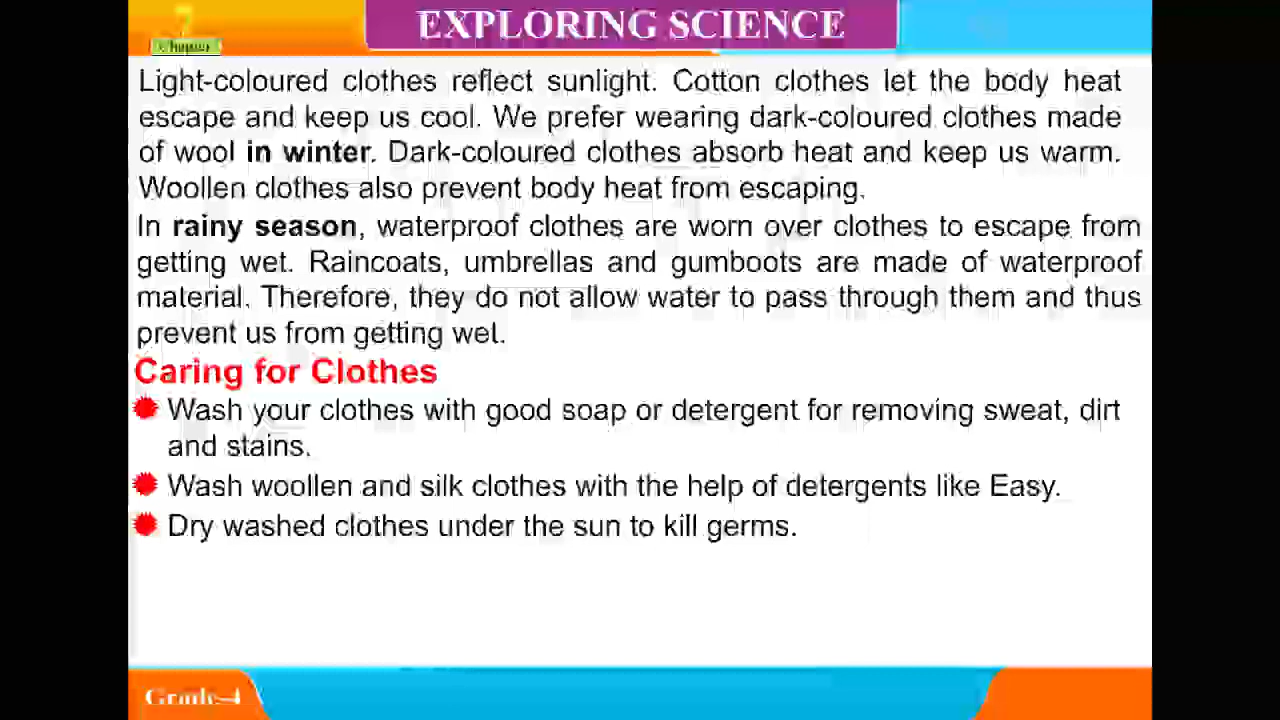 7
Chapter
EXPLORING SCIENCE
Light-coloured clothes reflect sunlight. Cotton clothes let the body heat
escape and keep us cool. We prefer wearing dark-coloured clothes made
of wool in winter. Dark-coloured clothes absorb heat and keep us warm.
Woollen clothes also prevent body heat from escaping.
In rainy season, waterproof clothes are worn over clothes to escape from
getting wet. Raincoats, umbrellas and gumboots are made of waterproof
material. Therefore, they do not allow water to pass through them and thus
prevent us from getting wel.
Caring for Clothes
Wash your clothes with good soap or detergent for removing sweat, dirt
and stains.
Wash woollen and silk clothes with the help of detergents like Easy.
Dry washed clothes under the sun to kill germs.
Grade-4